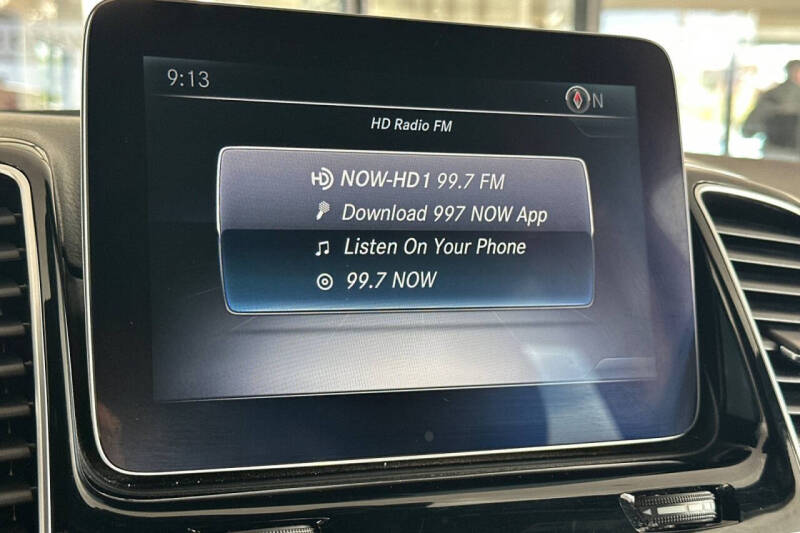 9:13
N
HD Radio FM
HD NOW-HD1 99.7 FM
Download 997 NOW App
Listen On Your Phone
99.7 NOW